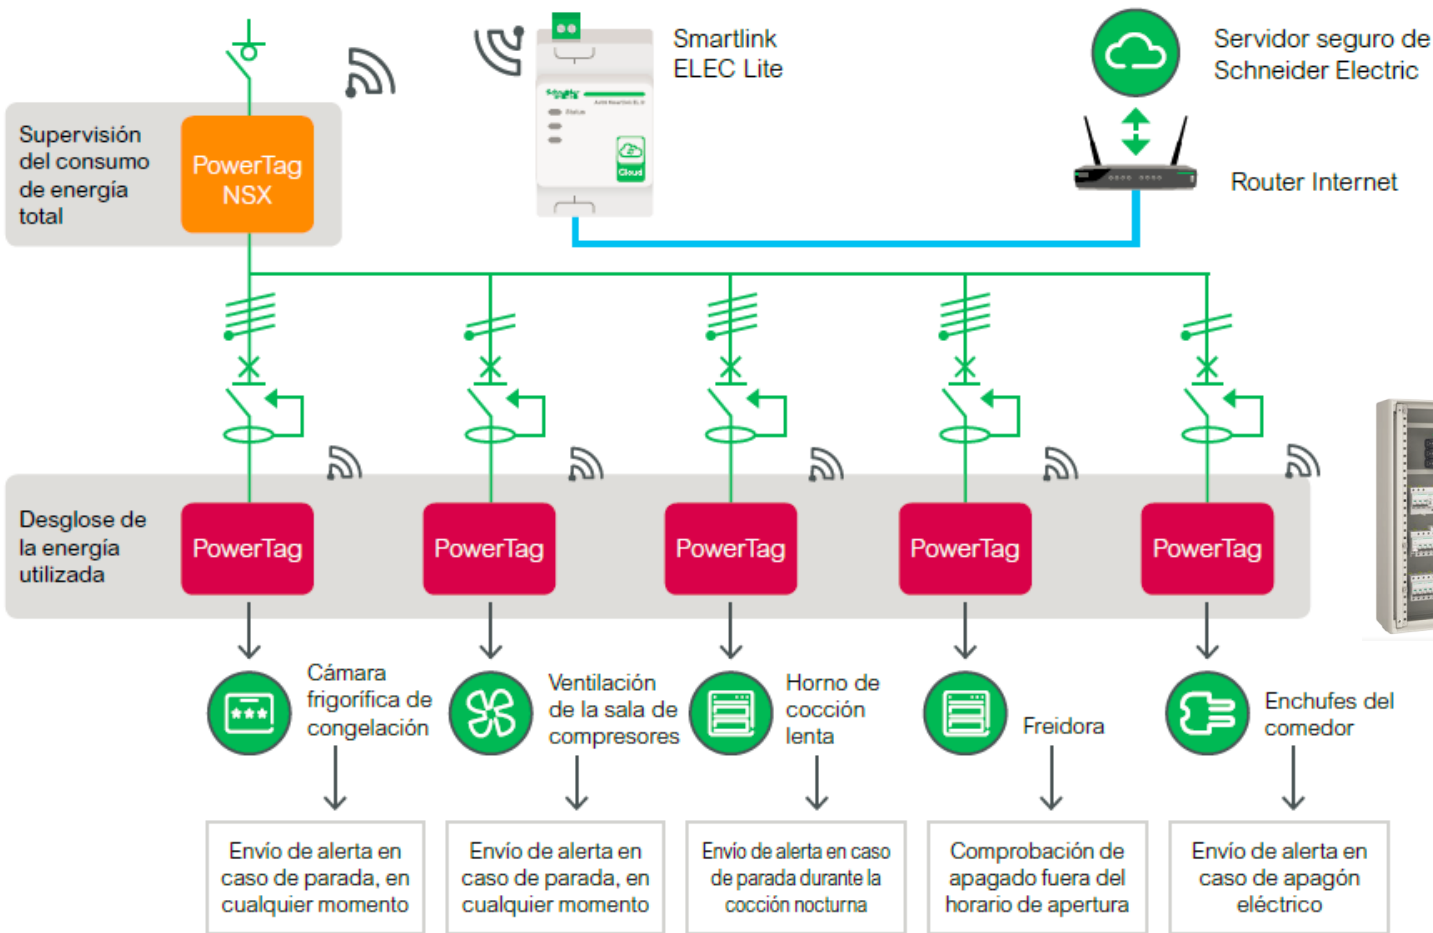 Smartlink
ELEC Lite
Servidor seguro de
Schneider Electric
Schneider
Status
Cloud
Router Internet
Supervisión
del consumo
de energía
total
PowerTag
NSX
Desglose de
la energía
utilizada
PowerTag
PowerTag
PowerTag
PowerTag
PowerTag
Cámara
frigorífica de
congelación
Ventilación
de la sala de
compresores
Horno de
cocción
lenta
Freidora
Enchufes del
comedor
Envío de alerta en
caso de parada, en
cualquier momento
Envío de alerta en
caso de parada, en
cualquier momento
Envío de alerta en caso
de parada durante la
cocción nocturna
Comprobación de
apagado fuera del
horario de apertura
Envío de alerta en
caso de apagón
eléctrico